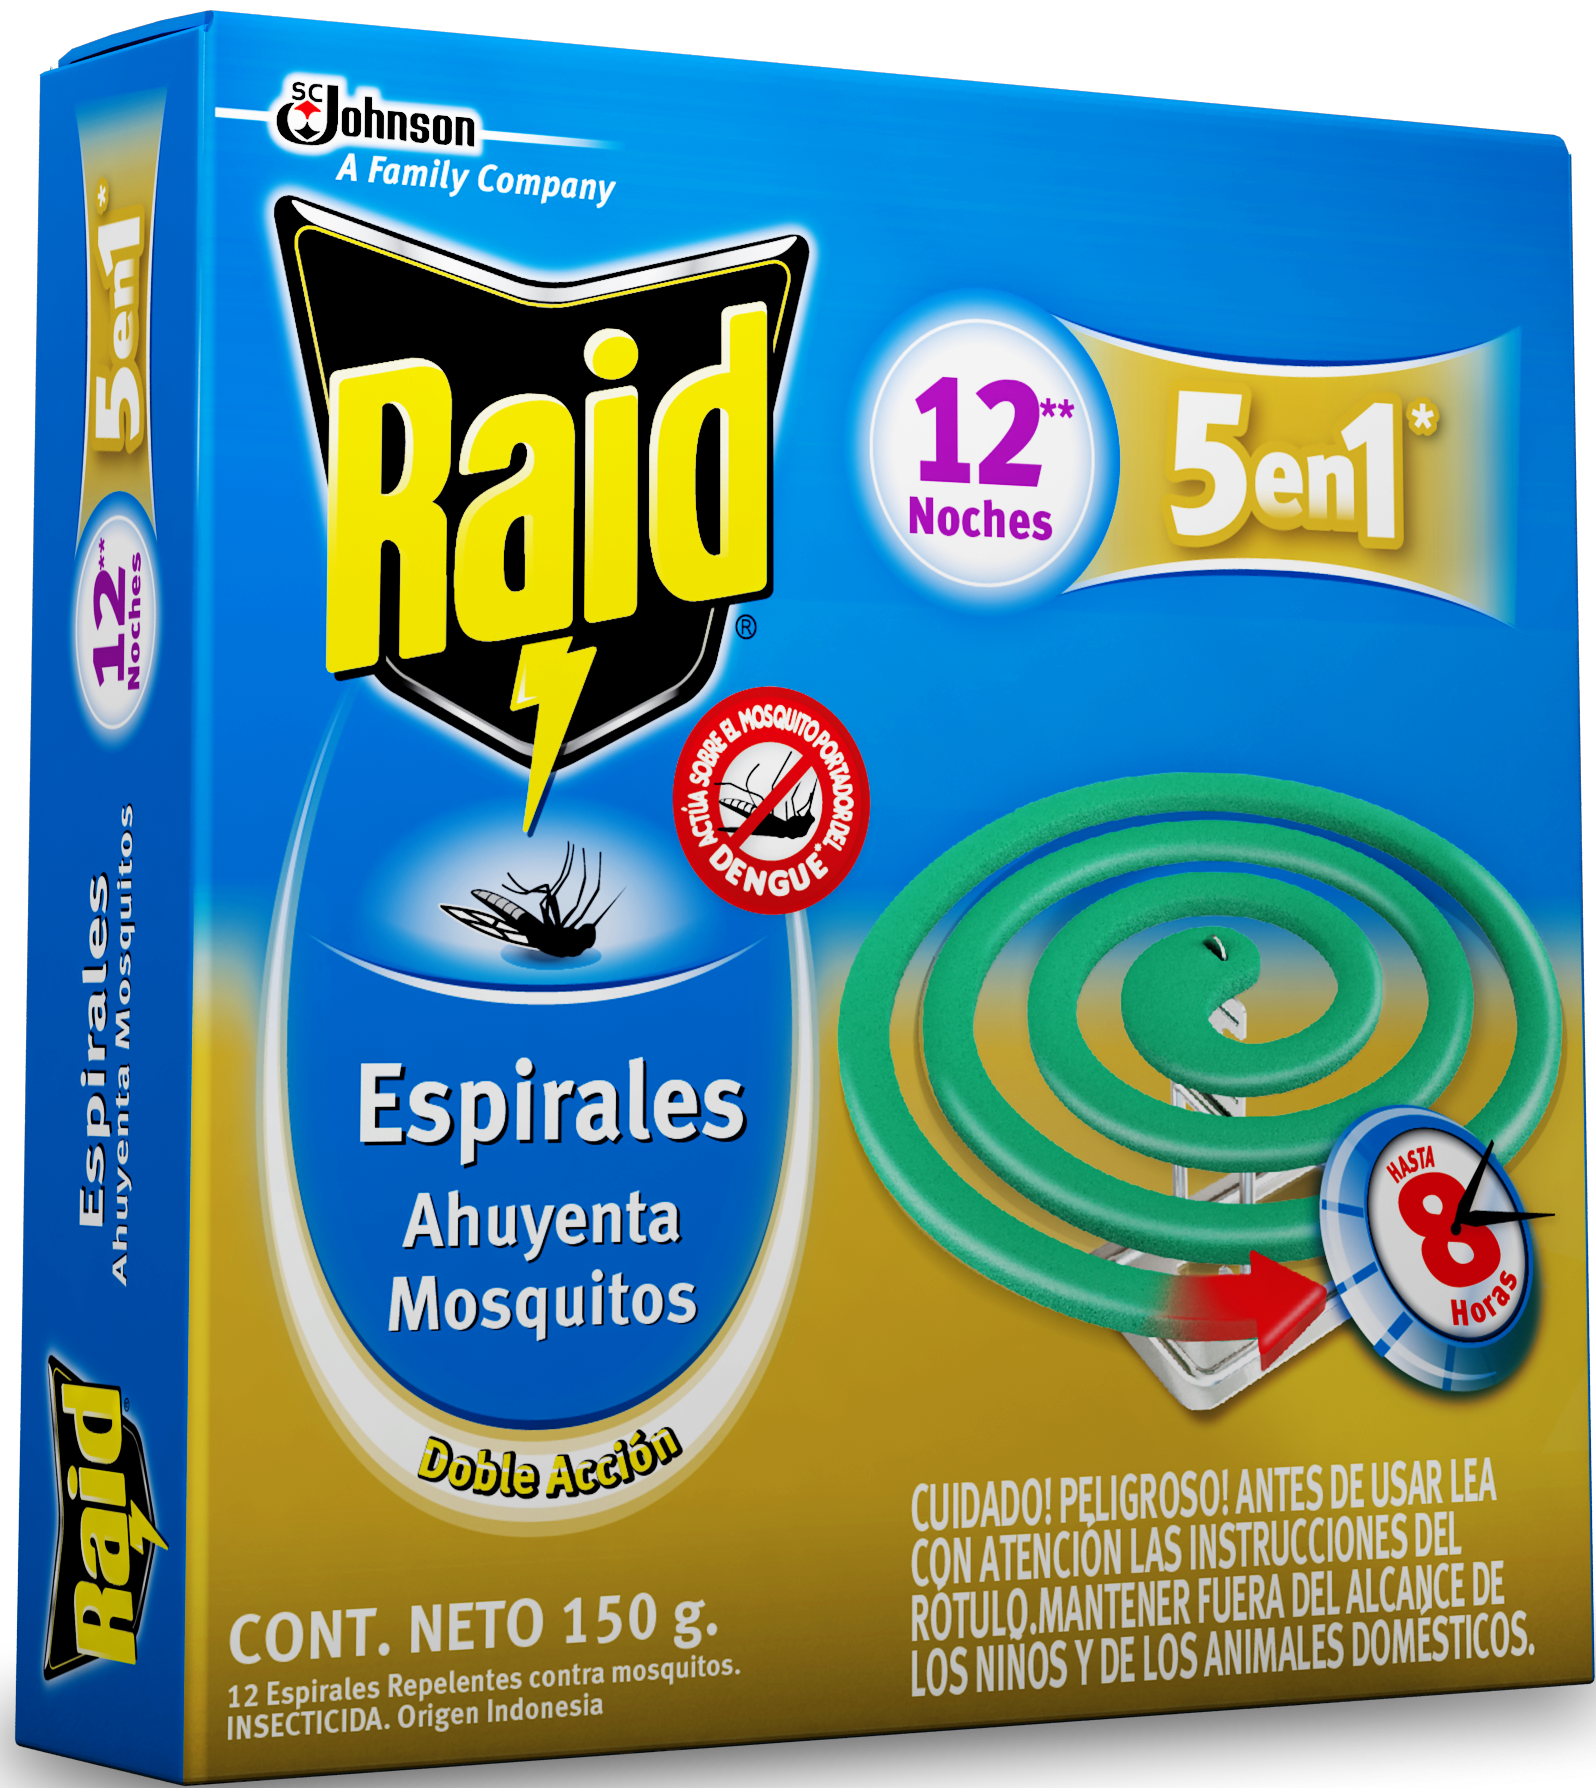 SC Johnson
A Family Company
Raid®
12**
Noches
5en1*
ACTÚA SOBRE EL MOSQUITO PORTADOR DEL
DENGUE*
Espirales
Ahuyenta
Mosquitos
Doble Acción
HASTA
8
Horas
CONT. NETO 150 g.
12 Espirales Repelentes contra mosquitos.
INSECTICIDA. Origen Indonesia
CUIDADO! PELIGROSO! ANTES DE USAR LEA
CON ATENCIÓN LAS INSTRUCCIONES DEL
RÓTULO.MANTENER FUERA DEL ALCANCE DE
LOS NIÑOS Y DE LOS ANIMALES DOMÉSTICOS.
5en1*
12**
Noches
Espirales
Ahuyenta Mosquitos
Raid®